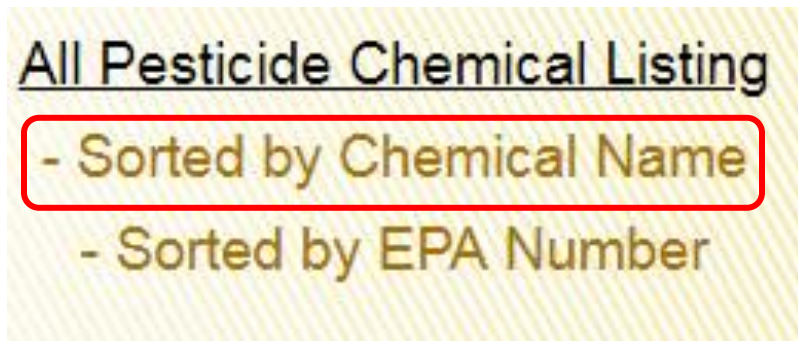 All Pesticide Chemical Listing
- Sorted by Chemical Name
- Sorted by EPA Number